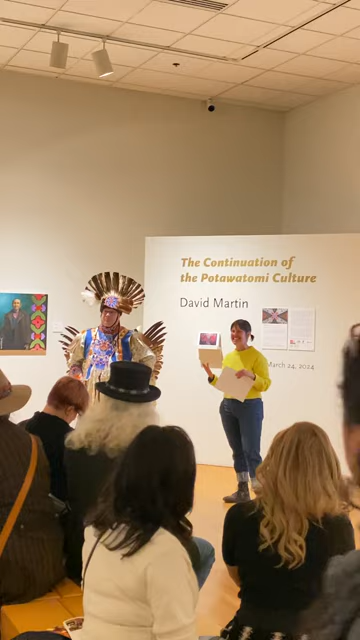 The Continuation of
the Potawatomi Culture
David Martin
March 24, 2024